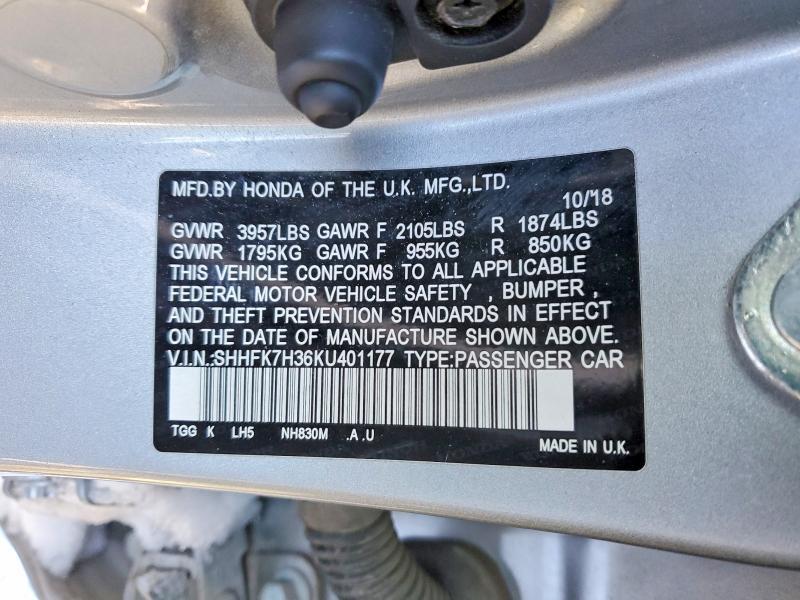 MFD.BY HONDA OF THE U.K. MFG.,LTD.
10/'18
GVWR 3957LBS GAWR F 2105LBS R 1874LBS
GVWR 1795KG GAWR F 955KG R 850KG
THIS VEHICLE CONFORMS TO ALL APPLICABLE
FEDERAL MOTOR VEHICLE SAFETY , BUMPER ,
AND THEFT PREVENTION STANDARDS IN EFFECT
ON THE DATE OF MANUFACTURE SHOWN ABOVE.
V.I.N.:SHHFK7H36KU401177 TYPE:PASSENGER CAR
TGG K LH5 NH830M .A .U
MADE IN U.K.